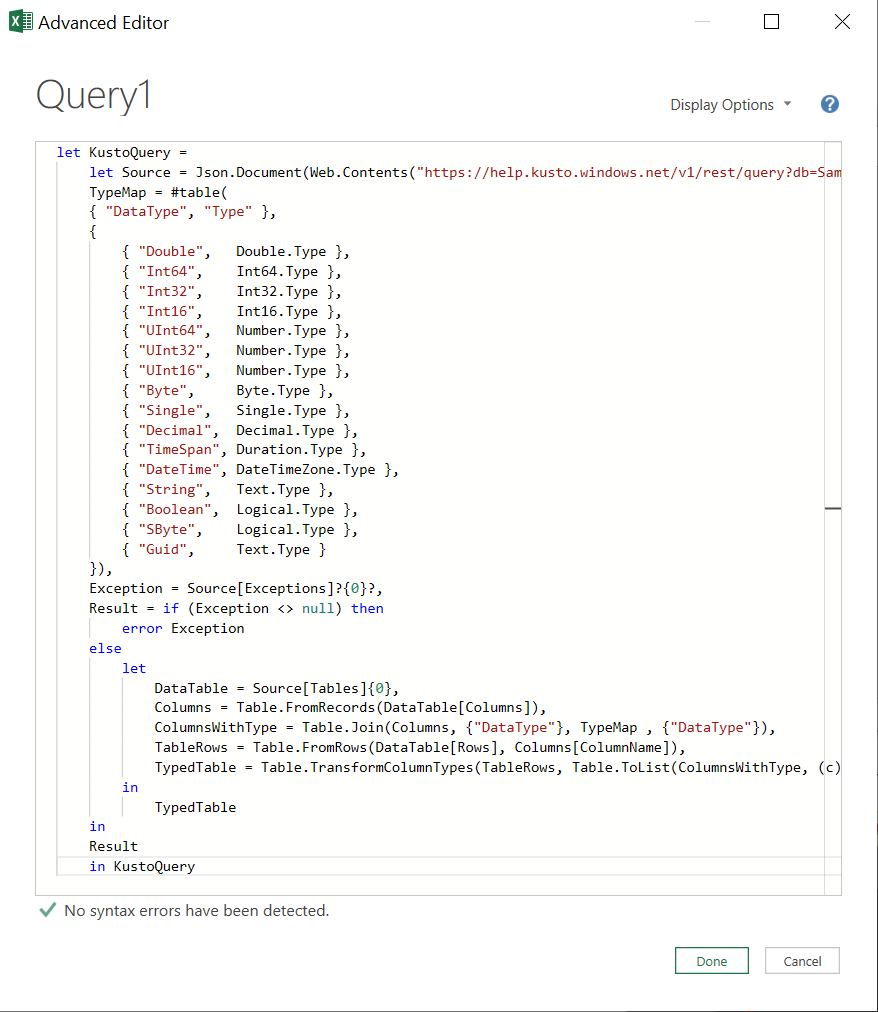 Advanced Editor
Query1
Display Options
?
let KustoQuery =
let Source = Json.Document(Web.Contents("https://help.kusto.windows.net/v1/rest/query?db=Sam
TypeMap = #table(
{ "DataType", "Type" },
{
{ "Double",   Double.Type },
{ "Int64",    Int64.Type },
{ "Int32",    Int32.Type },
{ "Int16",    Int16.Type },
{ "UInt64",   Number.Type },
{ "UInt32",   Number.Type },
{ "UInt16",   Number.Type },
{ "Byte",     Byte.Type },
{ "Single",   Single.Type },
{ "Decimal",  Decimal.Type },
{ "TimeSpan", Duration.Type },
{ "DateTime", DateTimeZone.Type },
{ "String",   Text.Type },
{ "Boolean",  Logical.Type },
{ "SByte",    Logical.Type },
{ "Guid",     Text.Type }
}),
Exception = Source[Exceptions]?{0}?,
Result = if (Exception <> null) then
error Exception
else
let
DataTable = Source[Tables]{0},
Columns = Table.FromRecords(DataTable[Columns]),
ColumnsWithType = Table.Join(Columns, {"DataType"}, TypeMap , {"DataType"}),
TableRows = Table.FromRows(DataTable[Rows], Columns[ColumnName]),
TypedTable = Table.TransformColumnTypes(TableRows, Table.ToList(ColumnsWithType, (c)
in
TypedTable
in
Result
in KustoQuery
No syntax errors have been detected.
Done
Cancel